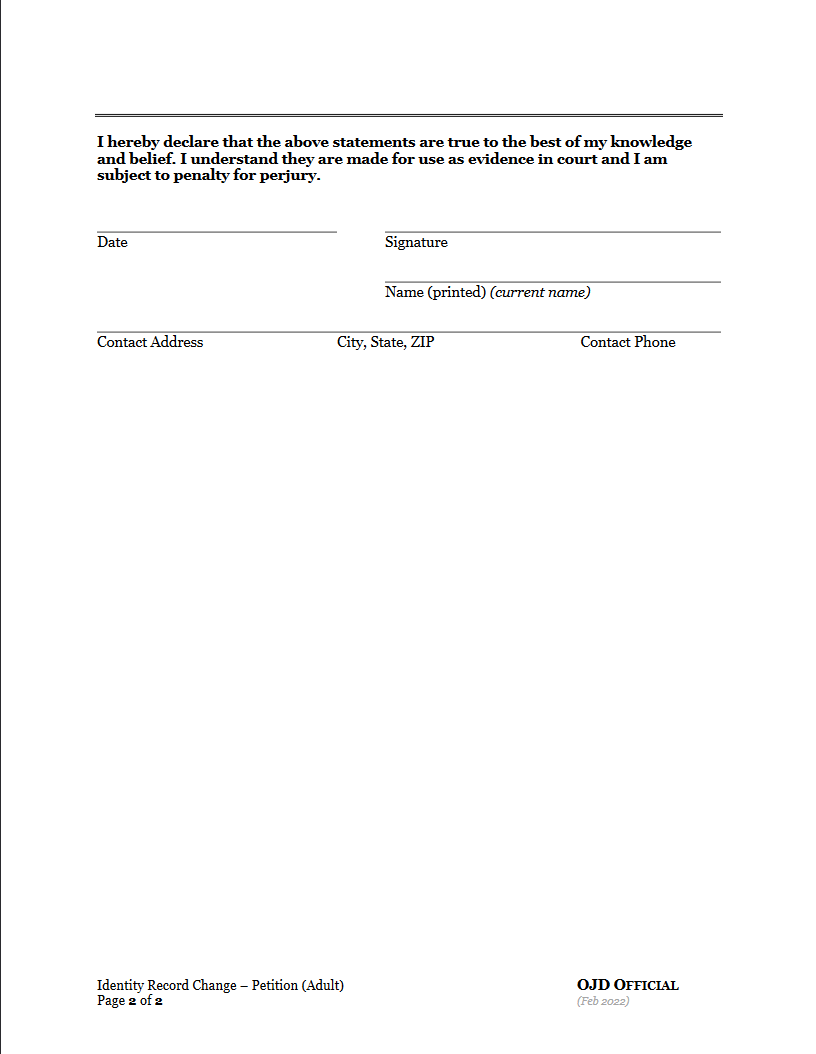 I hereby declare that the above statements are true to the best of my knowledge
and belief. I understand they are made for use as evidence in court and I am
subject to penalty for perjury.
Date Signature
Name (printed) (current name)
Contact Address City, State, ZIP Contact Phone
Identity Record Change – Petition (Adult) OJD OFFICIAL
Page 2 of 2 (Feb 2022)